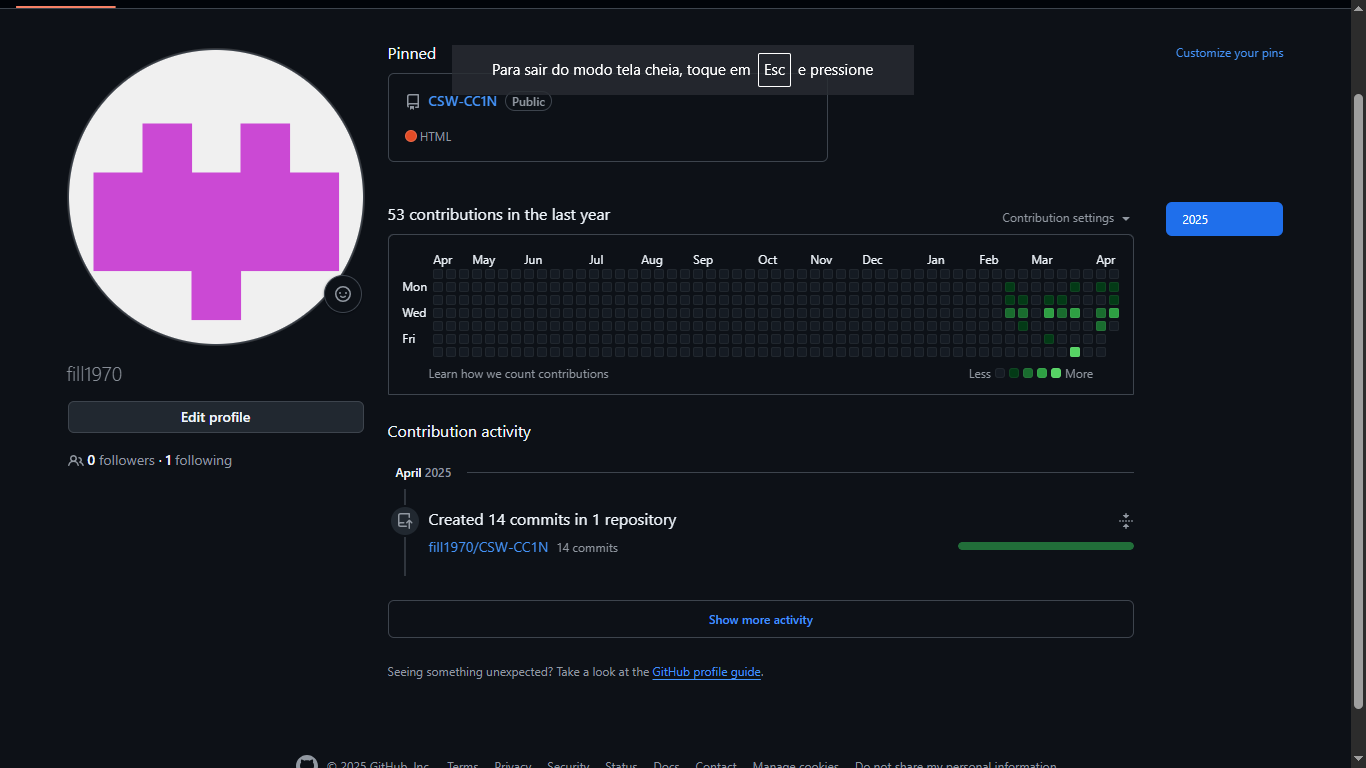 Pinned
Customize your pins
Para sair do modo tela cheia, toque em Esc e pressione
CSW-CC1N Public
HTML
53 contributions in the last year
Contribution settings
2025
Apr May Jun Jul Aug Sep Oct Nov Dec Jan Feb Mar Apr
Mon
Wed
Fri
Learn how we count contributions
Less More
fill1970
Edit profile
0 followers · 1 following
Contribution activity
April 2025
Created 14 commits in 1 repository
fill1970/CSW-CC1N 14 commits
Show more activity
Seeing something unexpected? Take a look at the GitHub profile guide.
© 2025 GitHub, Inc. Terms Privacy Security Status Docs Contact Manage cookies Do not share my personal information